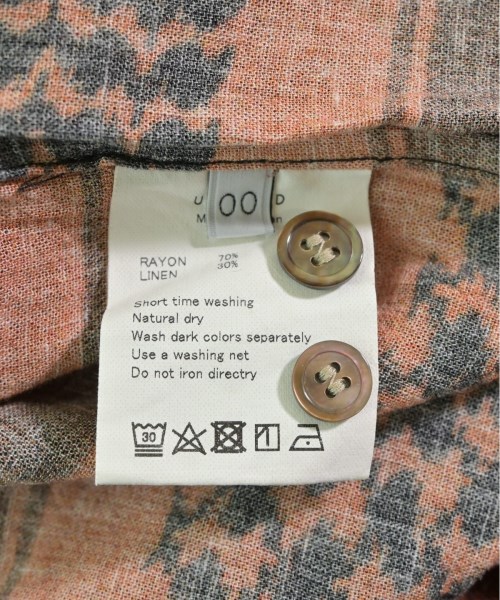 00
RAYON 70%
LINEN 30%
Short time washing
Natural dry
Wash dark colors separately
Use a washing net
Do not iron directry
30